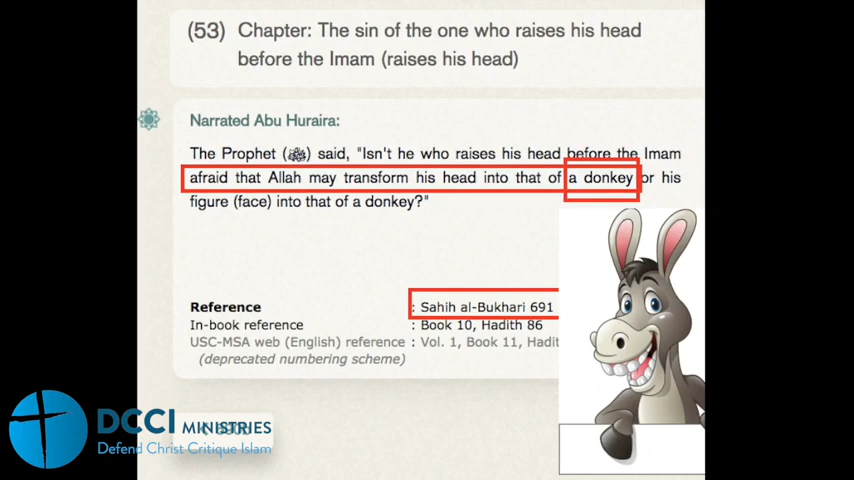 (53) Chapter: The sin of the one who raises his head
before the Imam (raises his head)
Narrated Abu Huraira:
The Prophet (ﷺ) said, "Isn't he who raises his head before the Imam
afraid that Allah may transform his head into that of a donkey or his
figure (face) into that of a donkey?"
Reference : Sahih al-Bukhari 691
In-book reference : Book 10, Hadith 86
USC-MSA web (English) reference : Vol. 1, Book 11, Hadit
(deprecated numbering scheme)
DCCI MINISTRIES
Defend Christ Critique Islam